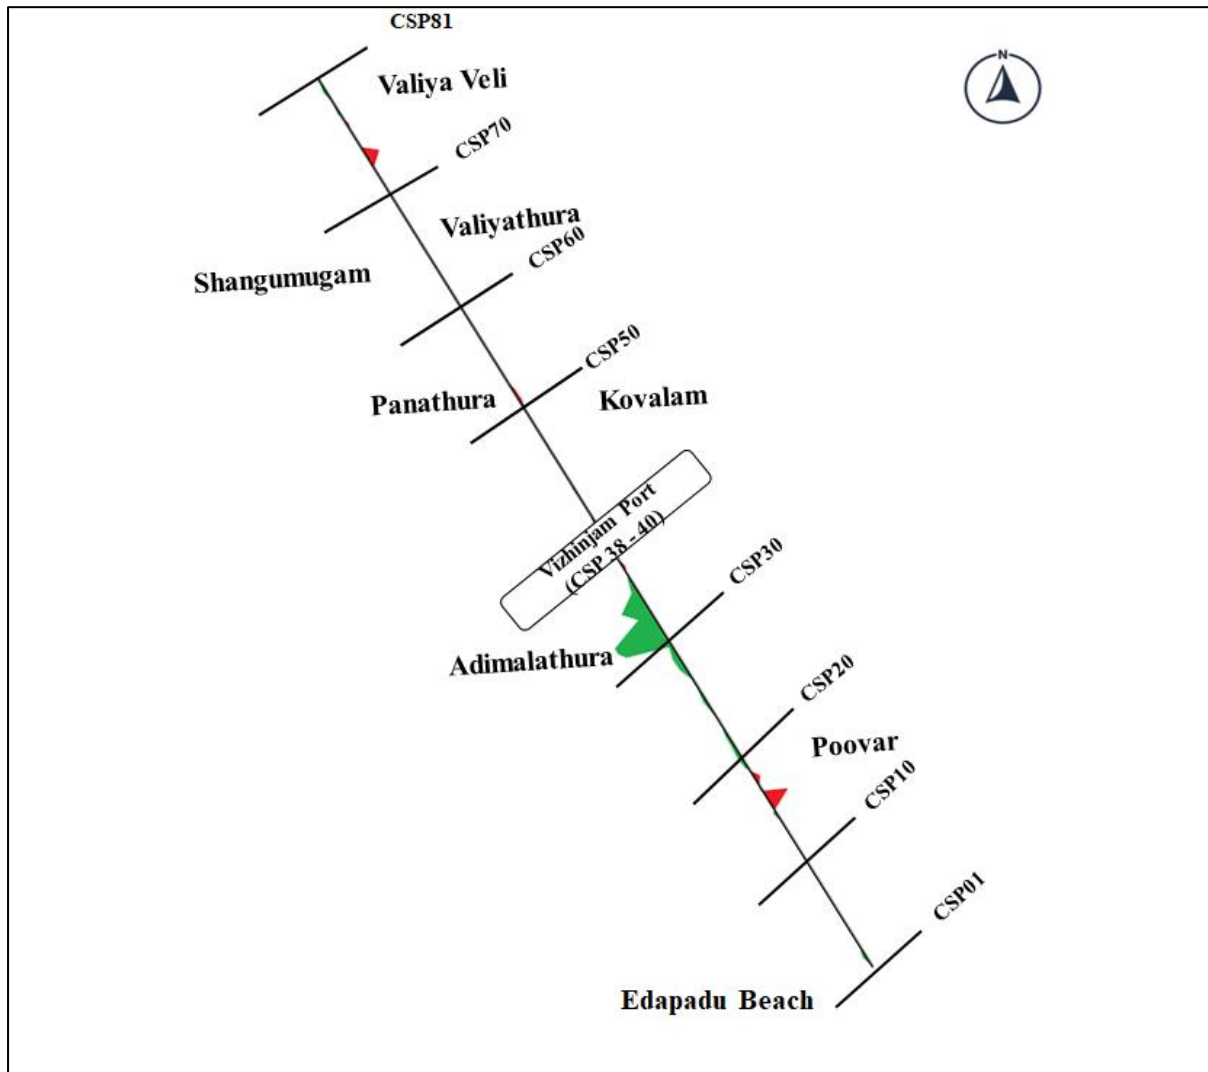 CSP81
N
Valiya Veli
CSP70
Valiyathura
CSP60
Shangumugam
CSP50
Panathura
Kovalam
Vizhinjam Port
(CSP 38 - 40)
CSP30
Adimalathura
CSP20
Poovar
CSP10
CSP01
Edapadu Beach